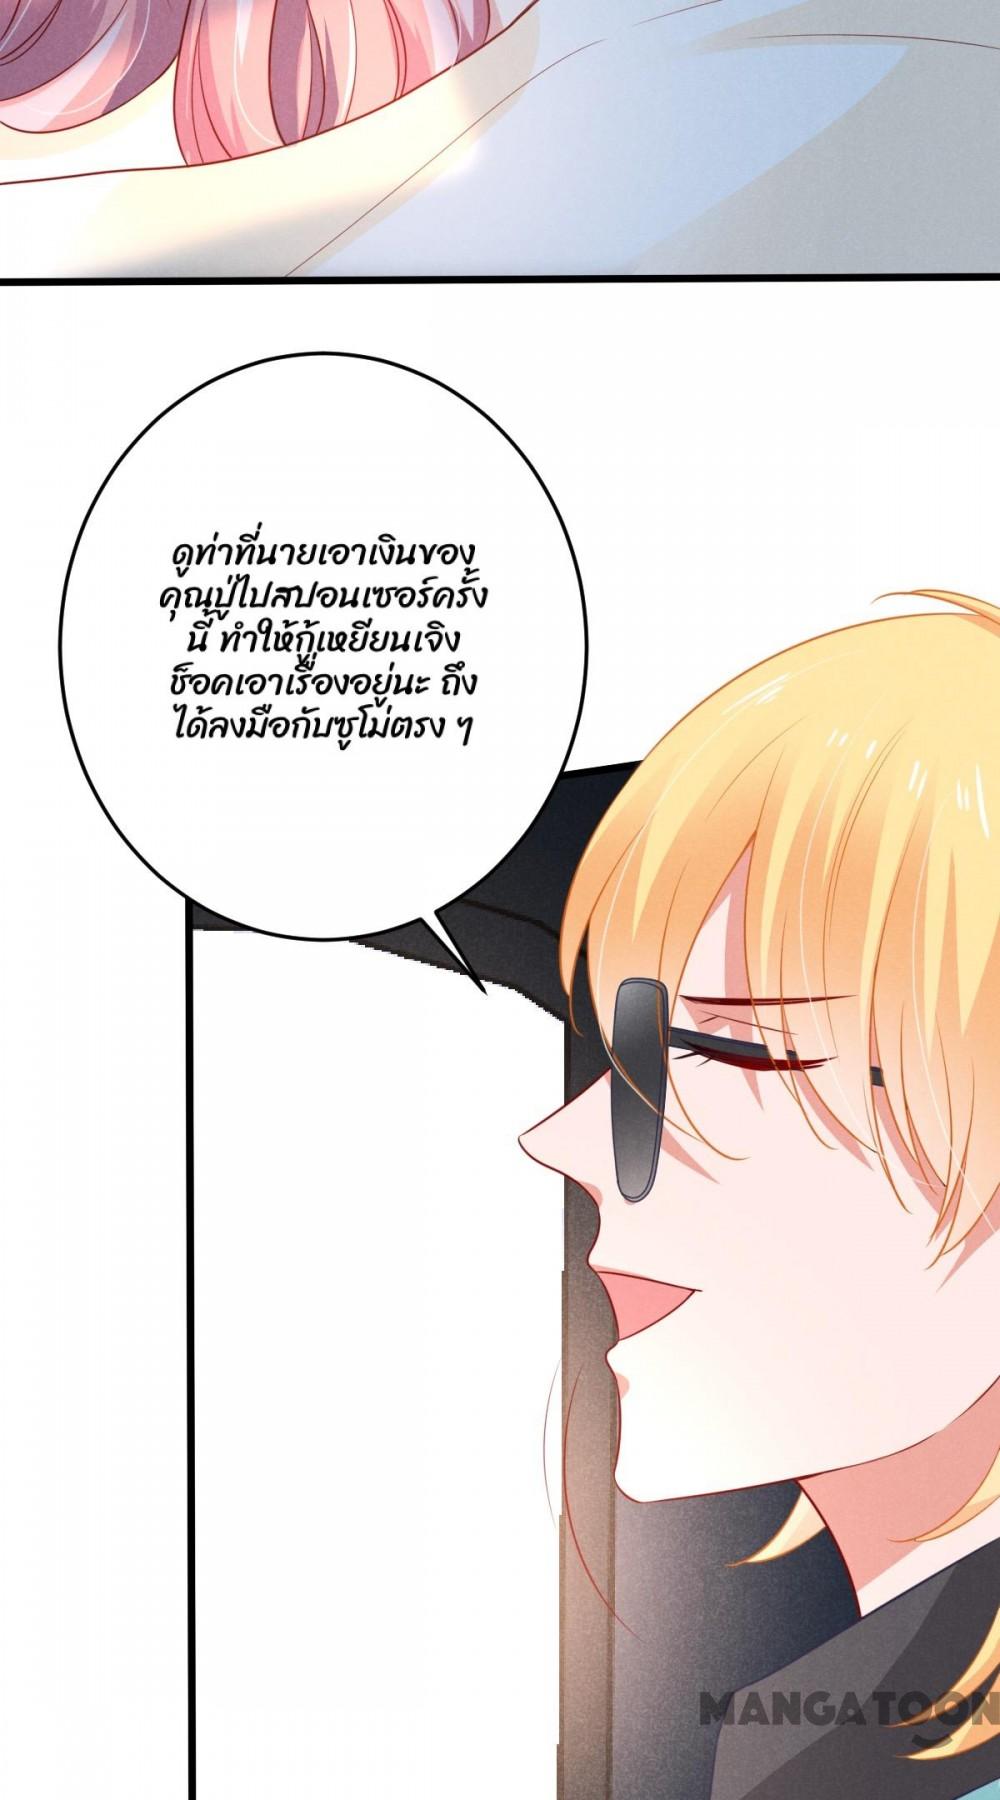 ดูท่าที่นายเอาเงินของ
คุณปู่ไปสปอนเซอร์ครั้ง
นี้ ทำให้กู้เหยียนเจิง
ช็อคเอาเรื่องอยู่นะ ถึง
ได้ลงมือกับซูโม่ตรง ๆ
MANGATOON